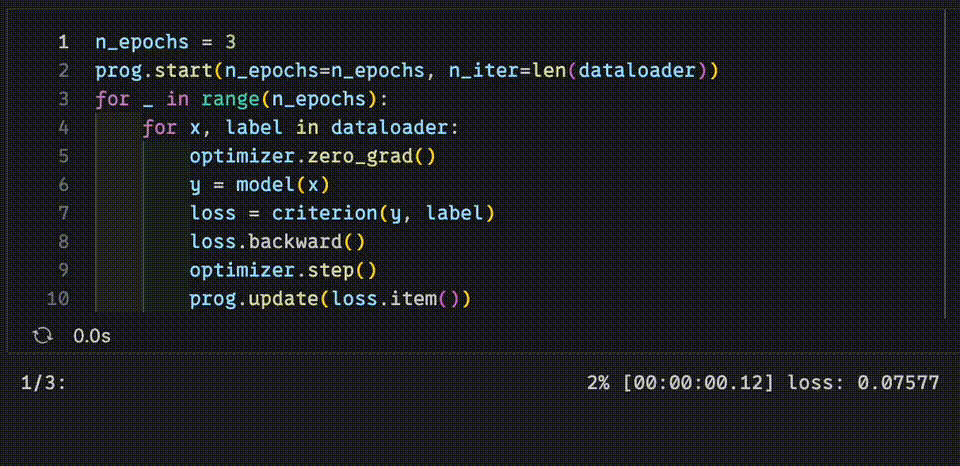 1 n_epochs = 3
2 prog.start(n_epochs=n_epochs, n_iter=len(dataloader))
3 for _ in range(n_epochs):
4     for x, label in dataloader:
5         optimizer.zero_grad()
6         y = model(x)
7         loss = criterion(y, label)
8         loss.backward()
9         optimizer.step()
10         prog.update(loss.item())
0.0s
1/3: 2% [00:00:00.12] loss: 0.07577